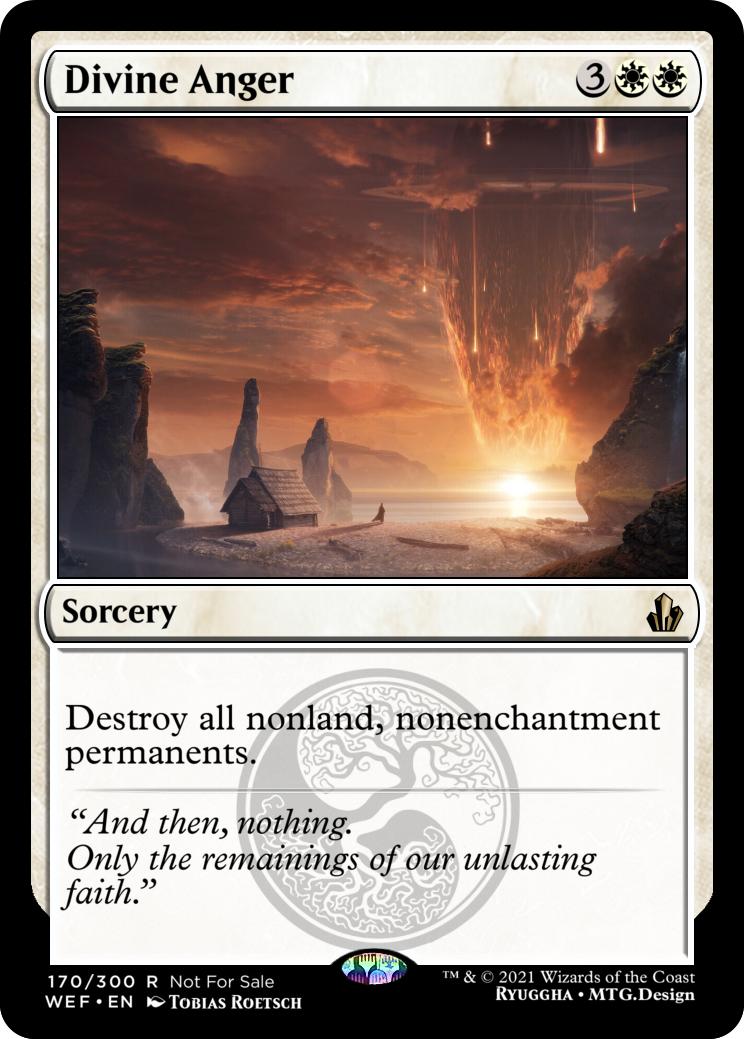 Divine Anger 3
Sorcery
Destroy all nonland, nonenchantment
permanents.
“And then, nothing.
Only the remainings of our unlasting
faith.”
170/300 R Not For Sale
WEF • EN Tobias Roetsch
™ & © 2021 Wizards of the Coast
Ryuggha • MTG.Design